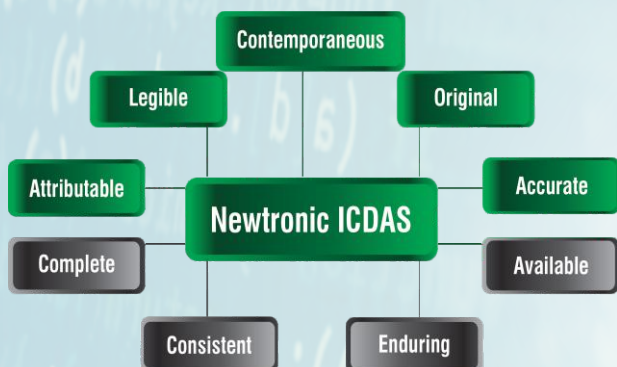 Contemporaneous
Legible
Original
Attributable
Accurate
Newtronic ICDAS
Complete
Available
Consistent
Enduring